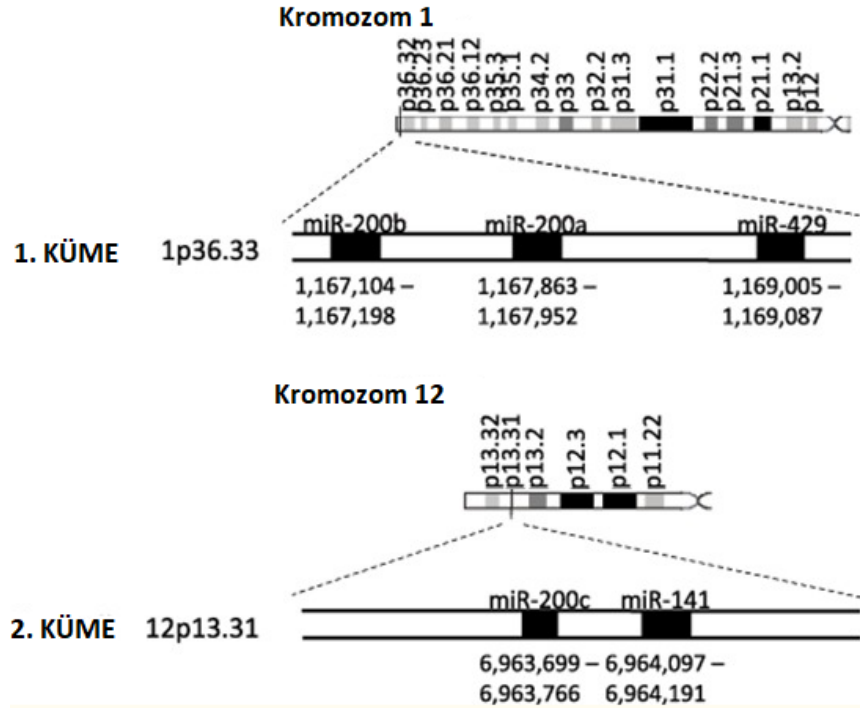 Kromozom 1
p36.32 p36.23 p36.21 p36.12 p35.3 p35.1 p34.2 p33 p32.2 p31.3 p31.1 p22.2 p21.3 p21.1 p13.2 p12
miR-200b miR-200a miR-429
1. KÜME 1p36.33
1,167,104 – 1,167,863 – 1,169,005 –
1,167,198 1,167,952 1,169,087
Kromozom 12
p13.32 p13.31 p13.2 p12.3 p12.1 p11.22
miR-200c miR-141
2. KÜME 12p13.31
6,963,699 – 6,964,097 –
6,963,766 6,964,191